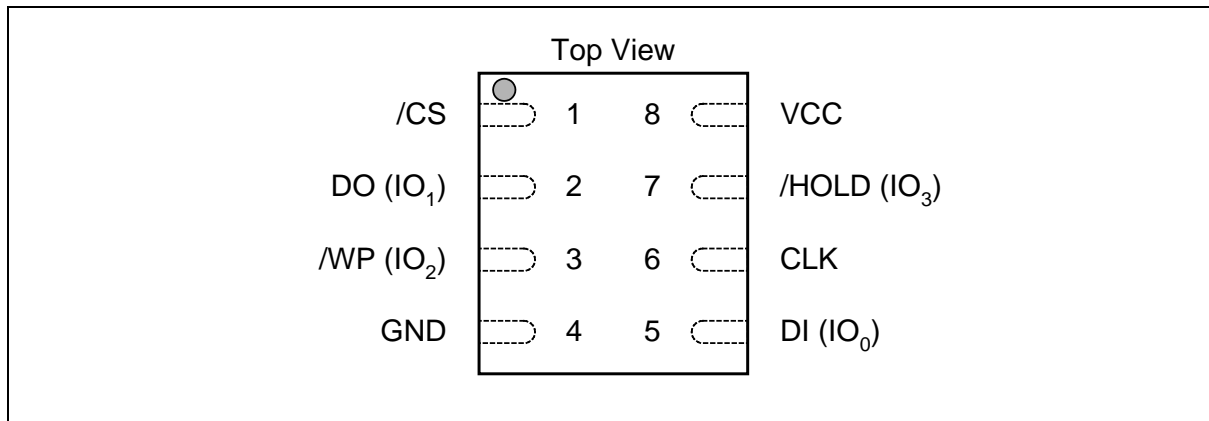 Top View
/CS 1 8 VCC
DO (IO₁) 2 7 /HOLD (IO₃)
/WP (IO₂) 3 6 CLK
GND 4 5 DI (IO₀)